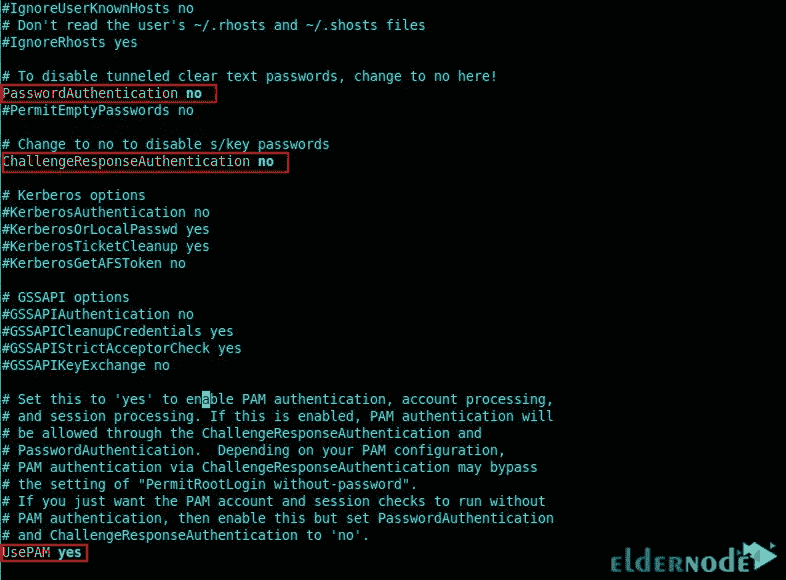 #IgnoreUserKnownHosts no
# Don't read the user's ~/.rhosts and ~/.shosts files
#IgnoreRhosts yes
# To disable tunneled clear text passwords, change to no here!
PasswordAuthentication no
#PermitEmptyPasswords no
# Change to no to disable s/key passwords
ChallengeResponseAuthentication no
# Kerberos options
#KerberosAuthentication no
#KerberosOrLocalPasswd yes
#KerberosTicketCleanup yes
#KerberosGetAFSToken no
# GSSAPI options
#GSSAPIAuthentication no
#GSSAPICleanupCredentials yes
#GSSAPIStrictAcceptorCheck yes
#GSSAPIKeyExchange no
# Set this to 'yes' to enable PAM authentication, account processing,
# and session processing. If this is enabled, PAM authentication will
# be allowed through the ChallengeResponseAuthentication and
# PasswordAuthentication.  Depending on your PAM configuration,
# PAM authentication via ChallengeResponseAuthentication may bypass
# the setting of "PermitRootLogin without-password".
# If you just want the PAM account and session checks to run without
# PAM authentication, then enable this but set PasswordAuthentication
# and ChallengeResponseAuthentication to 'no'.
UsePAM yes
eldernode